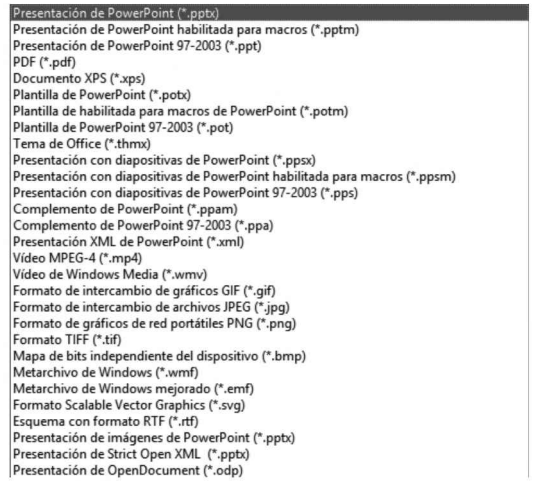 Presentación de PowerPoint (*.pptx)
Presentación de PowerPoint habilitada para macros (*.pptm)
Presentación de PowerPoint 97-2003 (*.ppt)
PDF (*.pdf)
Documento XPS (*.xps)
Plantilla de PowerPoint (*.potx)
Plantilla de habilitada para macros de PowerPoint (*.potm)
Plantilla de PowerPoint 97-2003 (*.pot)
Tema de Office (*.thmx)
Presentación con diapositivas de PowerPoint (*.ppsx)
Presentación con diapositivas de PowerPoint habilitada para macros (*.ppsm)
Presentación con diapositivas de PowerPoint 97-2003 (*.pps)
Complemento de PowerPoint (*.ppam)
Complemento de PowerPoint 97-2003 (*.ppa)
Presentación XML de PowerPoint (*.xml)
Vídeo MPEG-4 (*.mp4)
Vídeo de Windows Media (*.wmv)
Formato de intercambio de gráficos GIF (*.gif)
Formato de intercambio de archivos JPEG (*.jpg)
Formato de gráficos de red portátiles PNG (*.png)
Formato TIFF (*.tif)
Mapa de bits independiente del dispositivo (*.bmp)
Metarchivo de Windows (*.wmf)
Metarchivo de Windows mejorado (*.emf)
Formato Scalable Vector Graphics (*.svg)
Esquema con formato RTF (*.rtf)
Presentación de imágenes de PowerPoint (*.pptx)
Presentación de Strict Open XML (*.pptx)
Presentación de OpenDocument (*.odp)